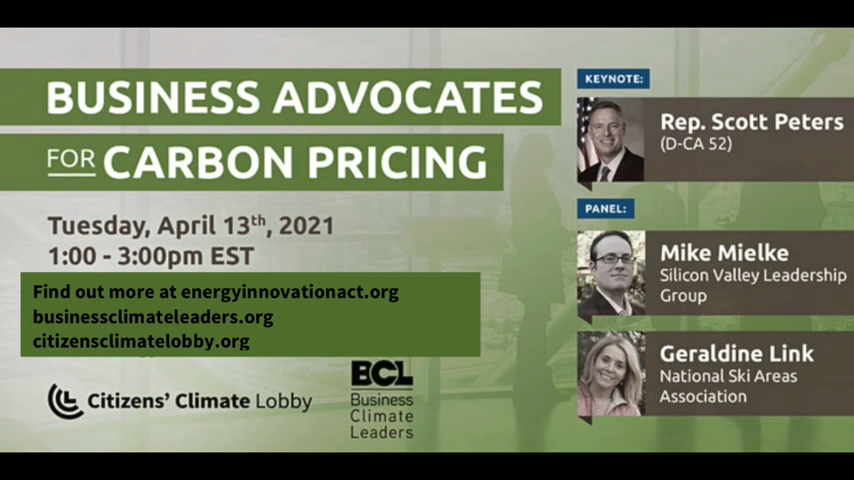 BUSINESS ADVOCATES
FOR CARBON PRICING
Tuesday, April 13th, 2021
1:00 - 3:00pm EST
Find out more at energyinnovationact.org
businessclimateleaders.org
citizensclimatelobby.org
Citizens' Climate Lobby
BCL
Business
Climate
Leaders
KEYNOTE:
Rep. Scott Peters
(D-CA 52)
PANEL:
Mike Mielke
Silicon Valley Leadership
Group
Geraldine Link
National Ski Areas
Association